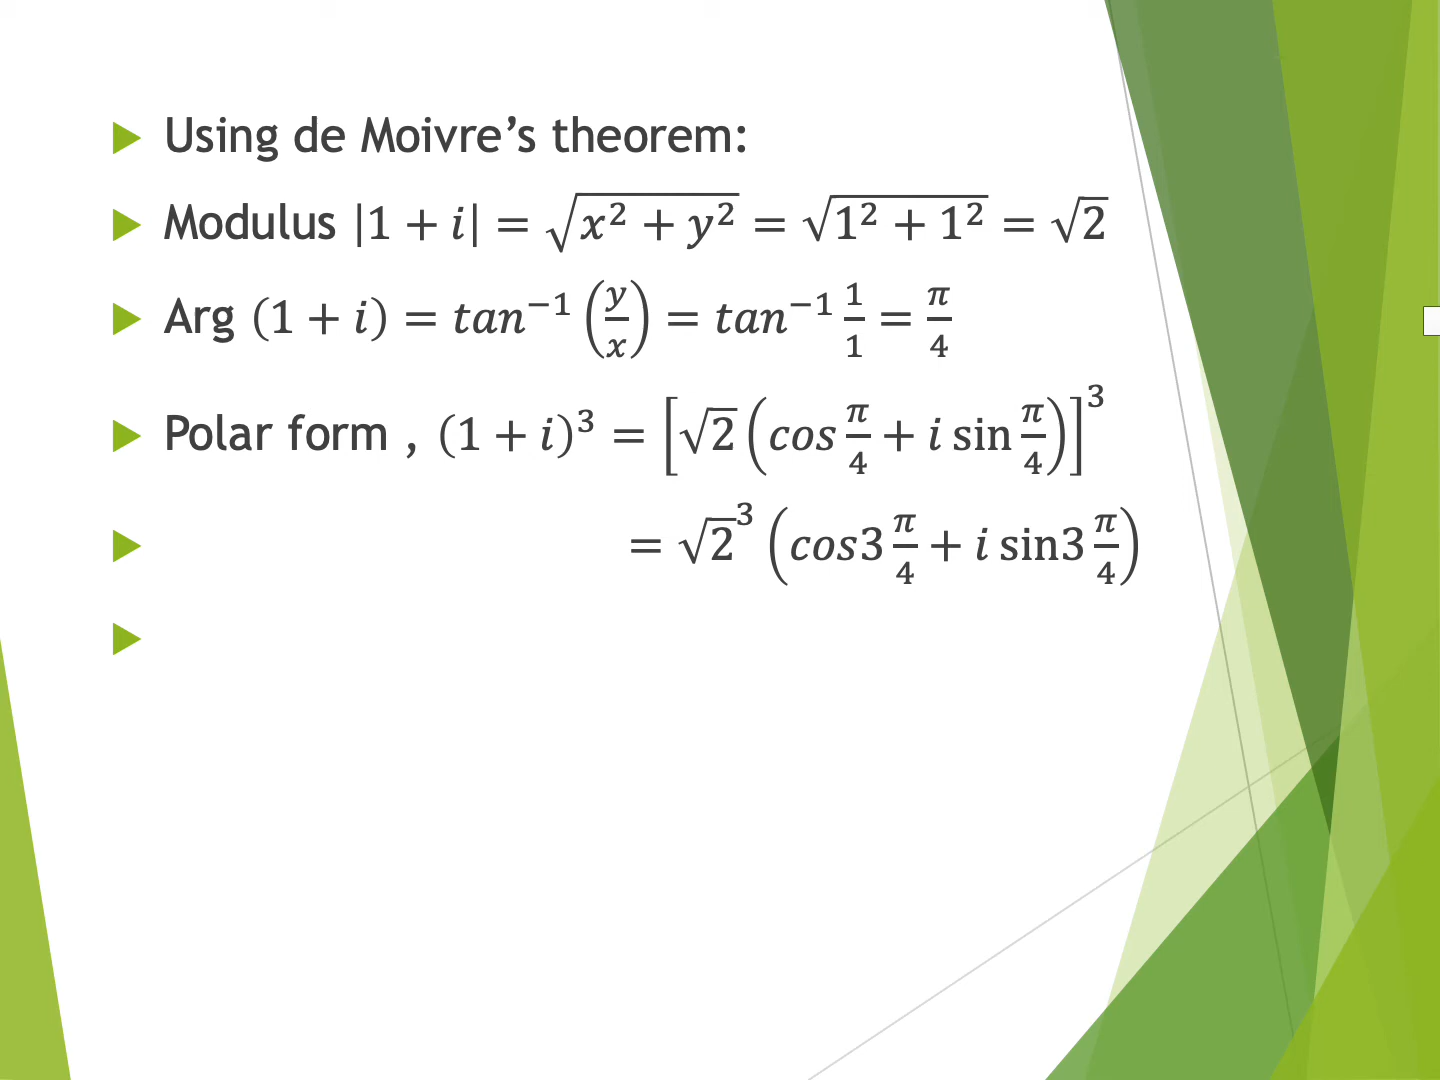 Using de Moivre’s theorem:
Modulus |1 + i| = √(x² + y²) = √(1² + 1²) = √2
Arg (1 + i) = tan⁻¹ (y/x) = tan⁻¹ 1/1 = π/4
Polar form , (1 + i)³ = [√2 (cos π/4 + i sin π/4)]³
= √2³ (cos3 π/4 + i sin3 π/4)